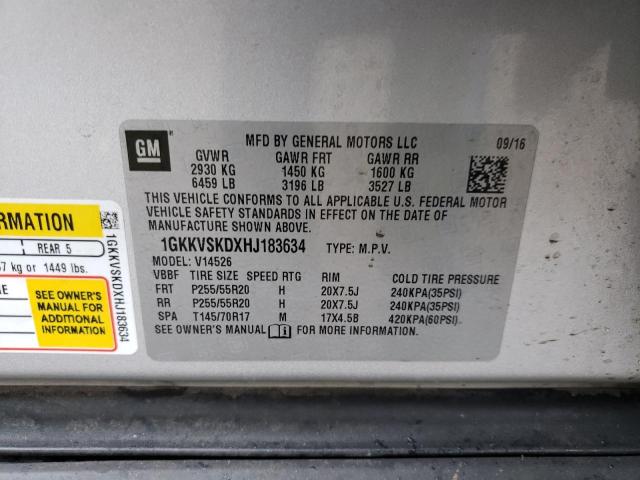 GM
MFD BY GENERAL MOTORS LLC
09/16
GVWR GAWR FRT GAWR RR
2930 KG 1450 KG 1600 KG
6459 LB 3196 LB 3527 LB
THIS VEHICLE CONFORMS TO ALL APPLICABLE U.S. FEDERAL MOTOR
VEHICLE SAFETY STANDARDS IN EFFECT ON THE DATE OF
MANUFACTURE SHOWN ABOVE.
1GKKVSKDXHJ183634 TYPE: M.P.V.
MODEL: V14526
VBBF TIRE SIZE SPEED RTG RIM COLD TIRE PRESSURE
FRT P255/55R20 H 20X7.5J 240KPA(35PSI)
RR P255/55R20 H 20X7.5J 240KPA(35PSI)
SPA T145/70R17 M 17X4.5B 420KPA(60PSI)
SEE OWNER'S MANUAL FOR MORE INFORMATION.
REAR 5
kg or 1449 lbs.
SEE OWNER'S
MANUAL FOR
ADDITIONAL
INFORMATION
1GKKVSKDXHJ183634